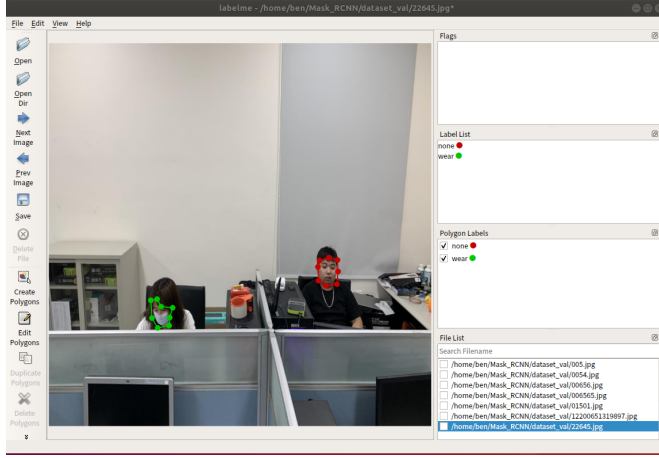 labelme - /home/ben/Mask_RCNN/dataset_val/22645.jpg*
File Edit View Help
Open
Open
Dir
Next
Image
Prev
Image
Save
Delete
File
Create
Polygons
Edit
Polygons
Duplicate
Polygons
Delete
Polygons
Flags
Label List
none
wear
Polygon Labels
none
wear
File List
Search Filename
/home/ben/Mask_RCNN/dataset_val/005.jpg
/home/ben/Mask_RCNN/dataset_val/0054.jpg
/home/ben/Mask_RCNN/dataset_val/00656.jpg
/home/ben/Mask_RCNN/dataset_val/006565.jpg
/home/ben/Mask_RCNN/dataset_val/01501.jpg
/home/ben/Mask_RCNN/dataset_val/12200651319897.jpg
/home/ben/Mask_RCNN/dataset_val/22645.jpg